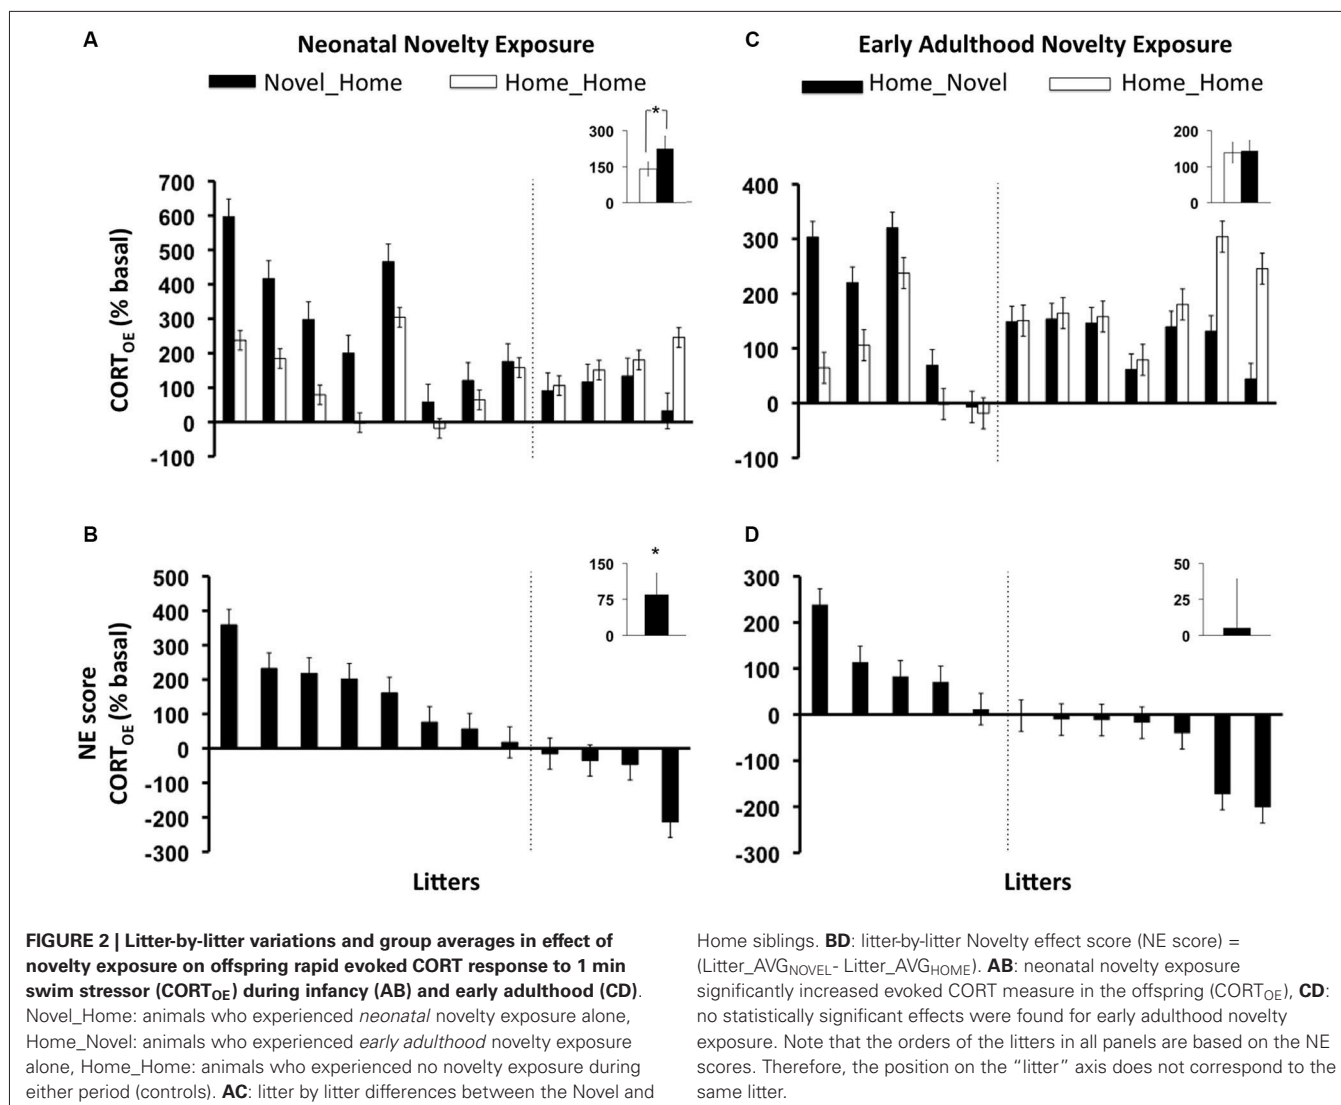 A
Neonatal Novelty Exposure
Novel_Home
Home_Home
*
300
150
0
700
600
500
400
300
200
100
0
-100
CORT_OE (% basal)
C
Early Adulthood Novelty Exposure
Home_Novel
Home_Home
200
100
0
400
300
200
100
0
-100
B
*
150
75
0
500
400
300
200
100
0
-100
-200
-300
NE score
CORT_OE (% basal)
Litters
D
50
25
0
300
200
100
0
-100
-200
-300
Litters
FIGURE 2 | Litter-by-litter variations and group averages in effect of
novelty exposure on offspring rapid evoked CORT response to 1 min
swim stressor (CORT_OE) during infancy (AB) and early adulthood (CD).
Novel_Home: animals who experienced neonatal novelty exposure alone,
Home_Novel: animals who experienced early adulthood novelty exposure
alone, Home_Home: animals who experienced no novelty exposure during
either period (controls). AC: litter by litter differences between the Novel and
Home siblings. BD: litter-by-litter Novelty effect score (NE score) =
(Litter_AVG_NOVEL- Litter_AVG_HOME). AB: neonatal novelty exposure
significantly increased evoked CORT measure in the offspring (CORT_OE), CD:
no statistically significant effects were found for early adulthood novelty
exposure. Note that the orders of the litters in all panels are based on the NE
scores. Therefore, the position on the “litter” axis does not correspond to the
same litter.